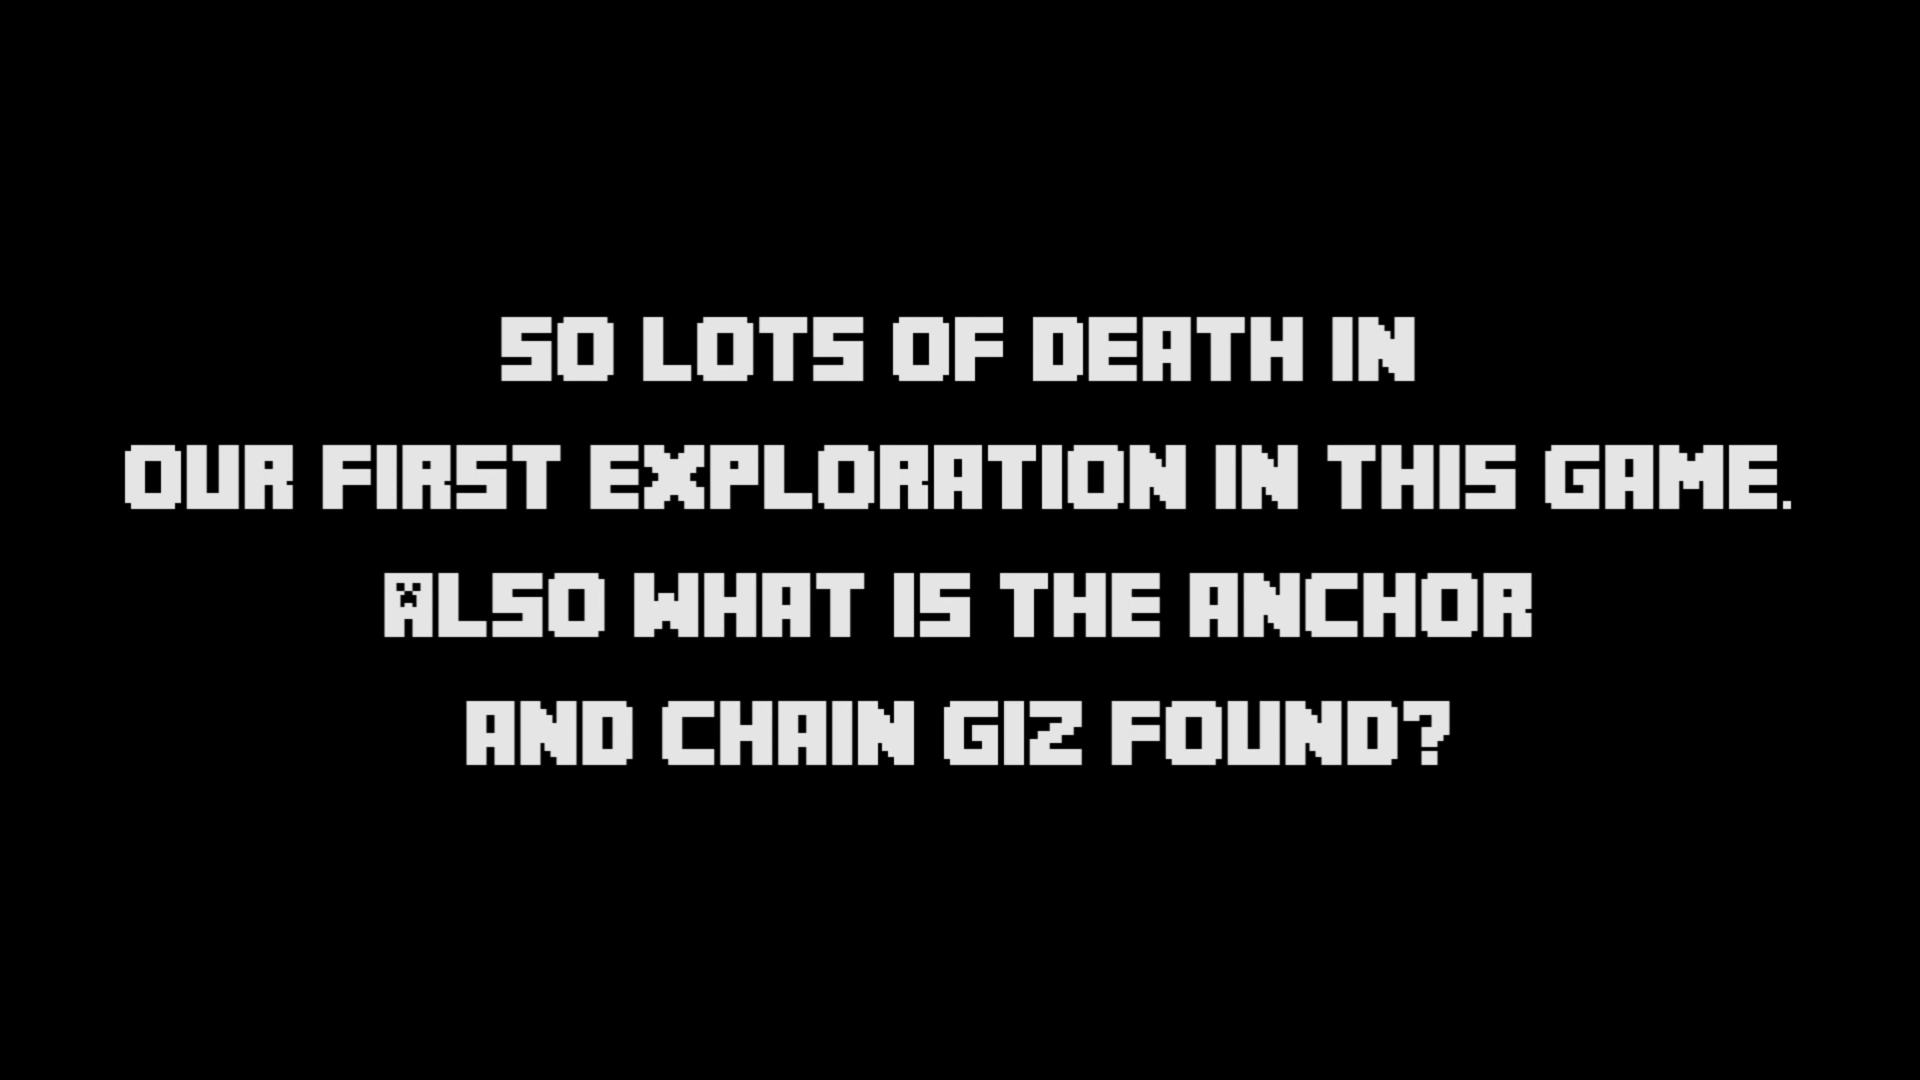 SO LOTS OF DEATH IN
OUR FIRST EXPLORATION IN THIS GAME.
ALSO WHAT IS THE ANCHOR
AND CHAIN GIZ FOUND?